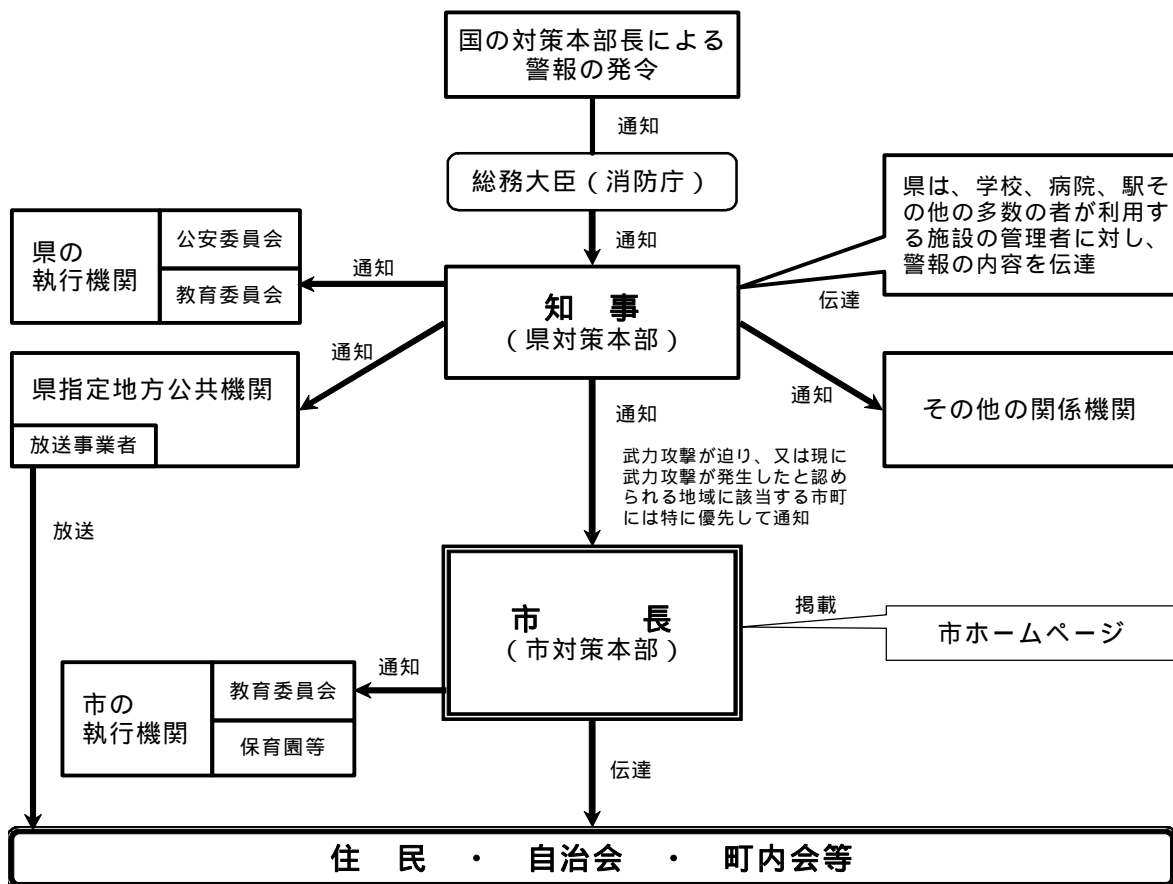 国の対策本部長による
警報の発令
通知
総務大臣（消防庁）
県は、学校、病院、駅そ
の他の多数の者が利用す
る施設の管理者に対し、
警報の内容を伝達
通知
伝達
県の
執行機関
公安委員会
教育委員会
通知
知　事
（県対策本部）
通知
県指定地方公共機関
放送事業者
通知
その他の関係機関
通知
武力攻撃が迫り、又は現に
武力攻撃が発生したと認め
られる地域に該当する市町
には特に優先して通知
放送
市　　　長
（市対策本部）
掲載
市ホームページ
通知
市の
執行機関
教育委員会
保育園等
伝達
住　民　・　自治会　・　町内会等